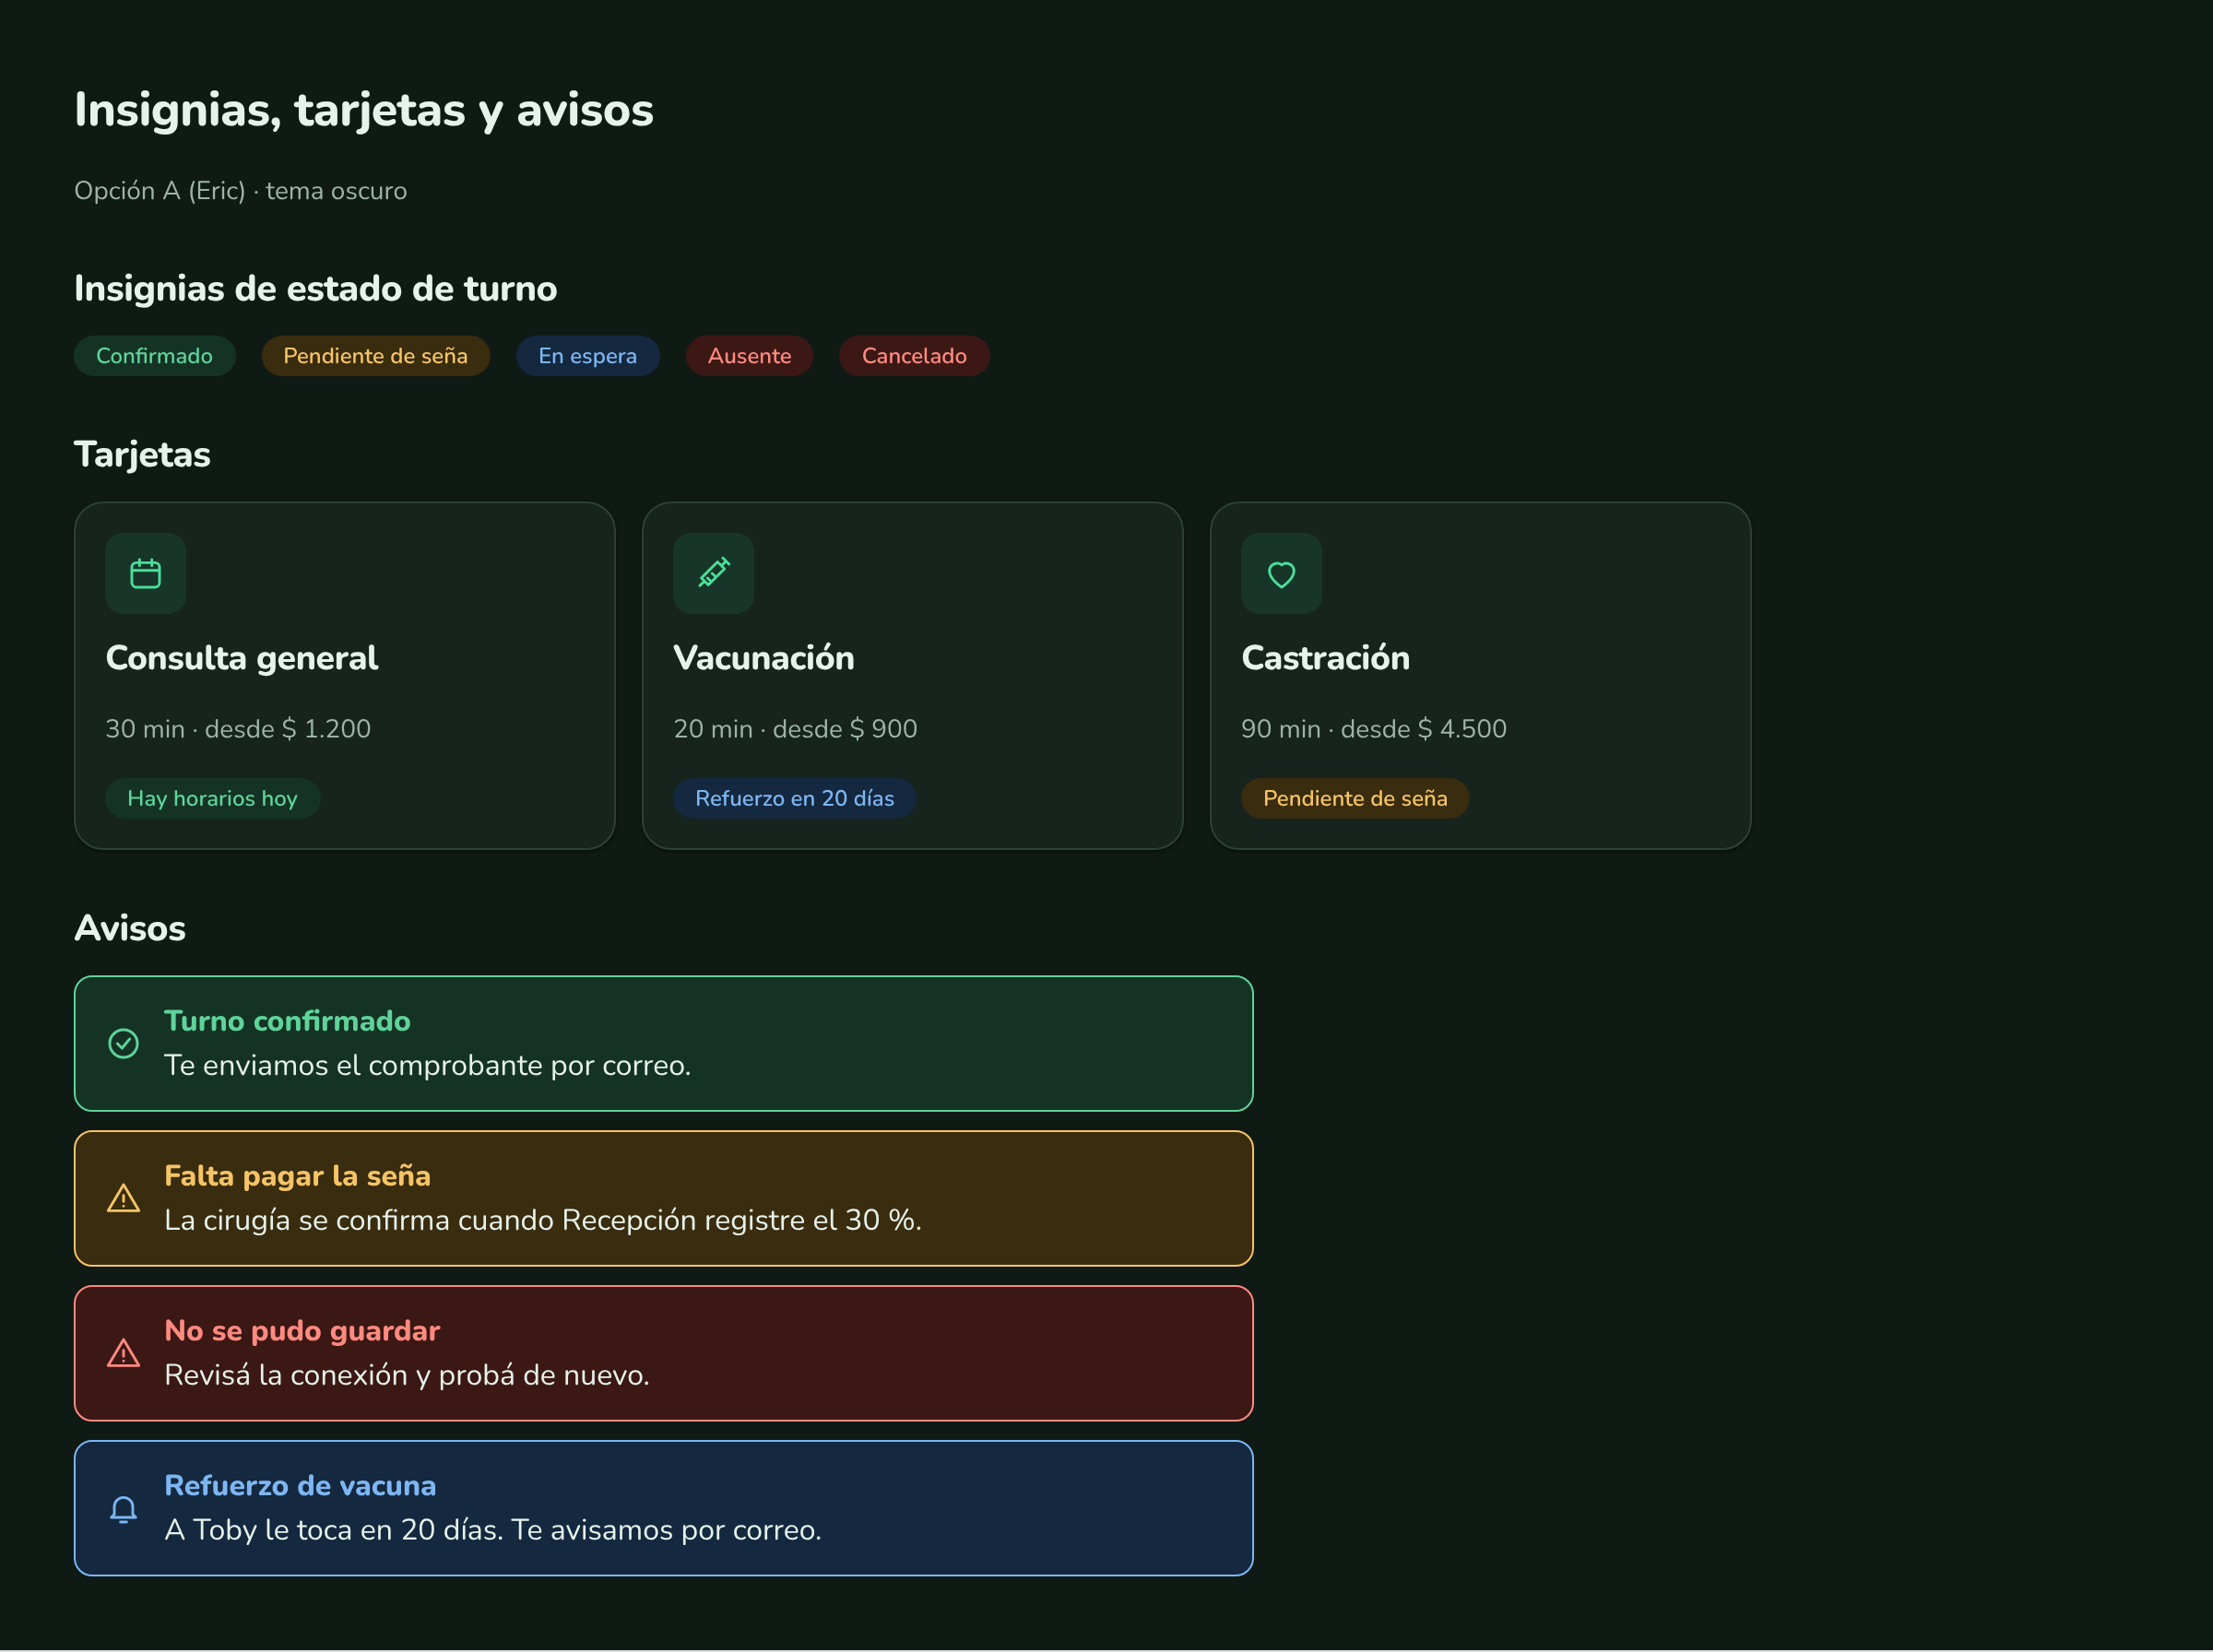 Insignias, tarjetas y avisos
Opción A (Eric) · tema oscuro
Insignias de estado de turno
Confirmado
Pendiente de seña
En espera
Ausente
Cancelado
Tarjetas
Consulta general
30 min · desde $ 1.200
Hay horarios hoy
Vacunación
20 min · desde $ 900
Refuerzo en 20 días
Castración
90 min · desde $ 4.500
Pendiente de seña
Avisos
Turno confirmado
Te enviamos el comprobante por correo.
Falta pagar la seña
La cirugía se confirma cuando Recepción registre el 30 %.
No se pudo guardar
Revisá la conexión y probá de nuevo.
Refuerzo de vacuna
A Toby le toca en 20 días. Te avisamos por correo.